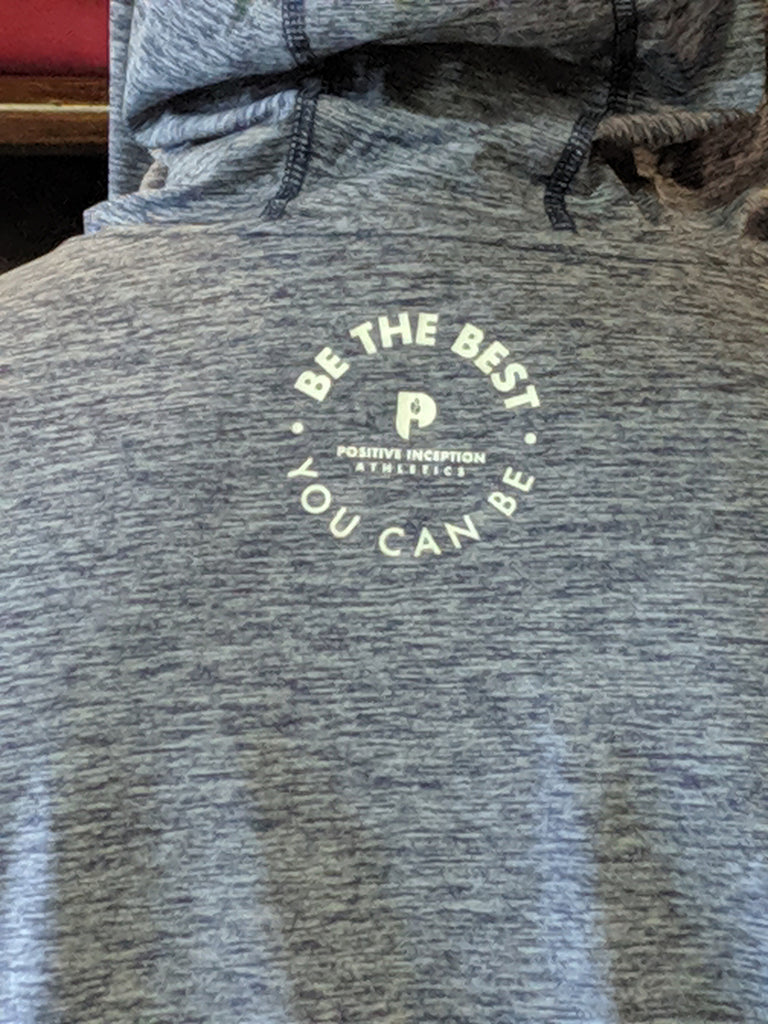 BE THE BEST
P
POSITIVE INCEPTION
ATHLETICS
YOU CAN BE